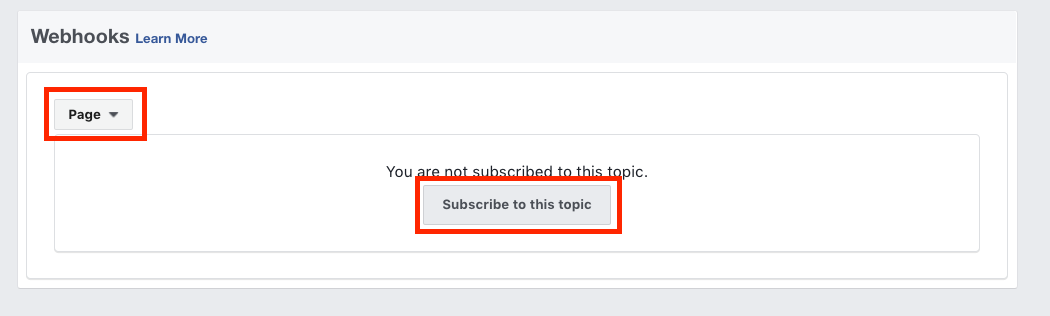 Webhooks Learn More
Page
You are not subscribed to this topic.
Subscribe to this topic